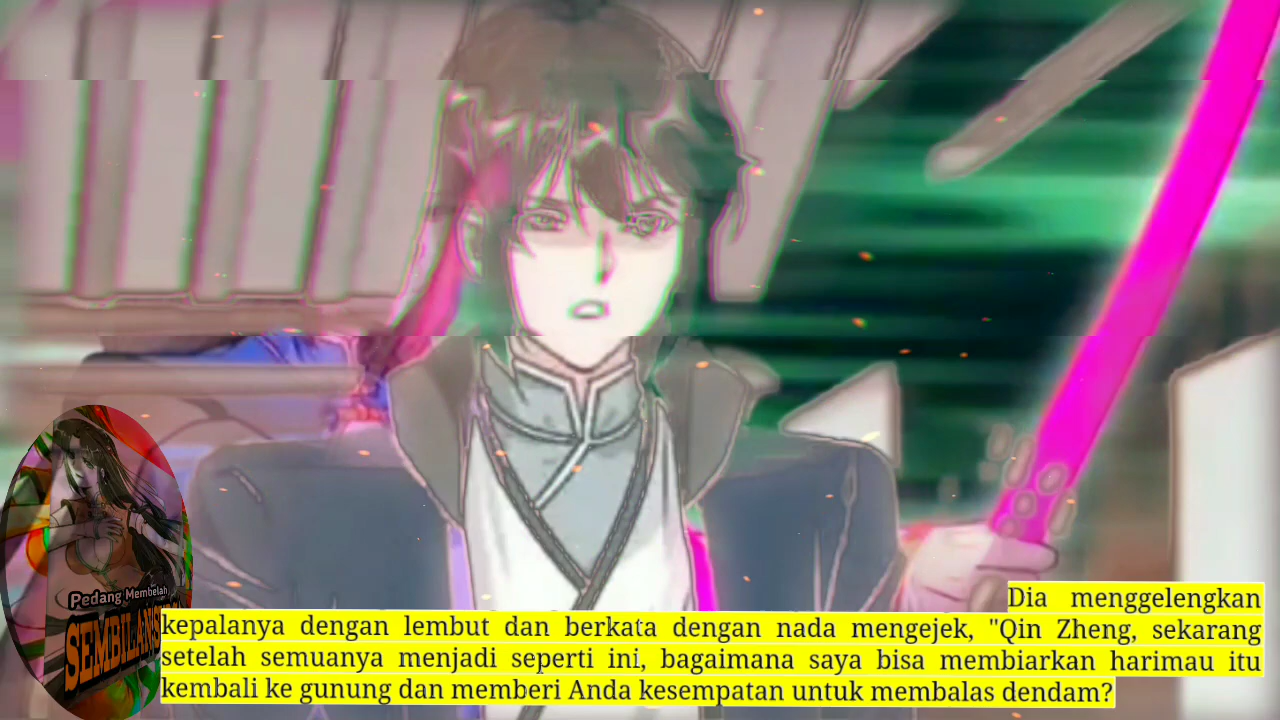 Pedang Membelah
SEMBILAN
Dia menggelengkan
kepalanya dengan lembut dan berkata dengan nada mengejek, "Qin Zheng, sekarang
setelah semuanya menjadi seperti ini, bagaimana saya bisa membiarkan harimau itu
kembali ke gunung dan memberi Anda kesempatan untuk membalas dendam?